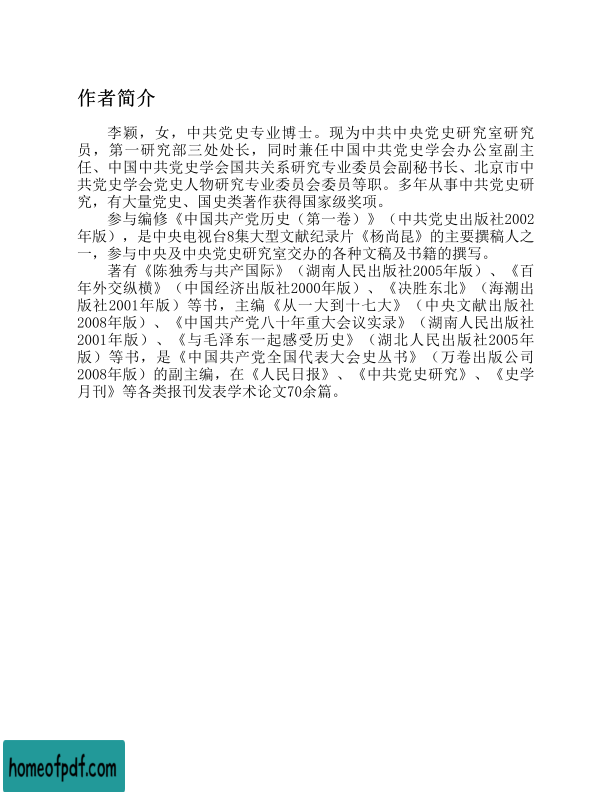 作者简介
李颖，女，中共党史专业博士。现为中共中央党史研究室研究
员，第一研究部三处处长，同时兼任中国中共党史学会办公室副主
任、中国中共党史学会国共关系研究专业委员会副秘书长、北京市中
共党史学会党史人物研究专业委员会委员等职。多年从事中共党史研
究，有大量党史、国史类著作获得国家级奖项。
参与编修《中国共产党历史（第一卷）》（中共党史出版社2002
年版），是中央电视台8集大型文献纪录片《杨尚昆》的主要撰稿人之
一，参与中央及中央党史研究室交办的各种文稿及书籍的撰写。
著有《陈独秀与共产国际》（湖南人民出版社2005年版）、《百
年外交纵横》（中国经济出版社2000年版）、《决胜东北》（海潮出
版社2001年版）等书，主编《从一大到十七大》（中央文献出版社
2008年版）、《中国共产党八十年重大会议实录》（湖南人民出版社
2001年版）、《与毛泽东一起感受历史》（湖北人民出版社2005年
版）等书，是《中国共产党全国代表大会史丛书》（万卷出版公司
2008年版）的副主编，在《人民日报》、《中共党史研究》、《史学
月刊》等各类报刊发表学术论文70余篇。
homeofpdf.com